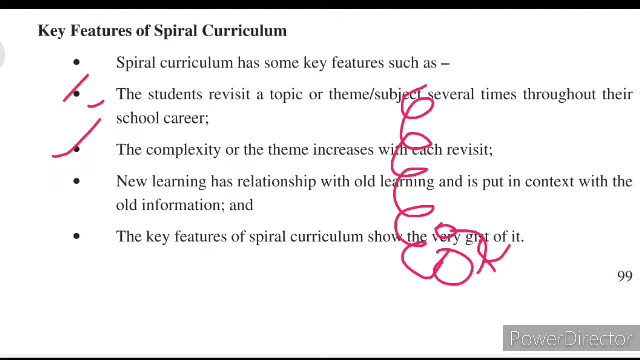 Key Features of Spiral Curriculum
• Spiral curriculum has some key features such as –
• The students revisit a topic or theme/subject several times throughout their
school career;
• The complexity or the theme increases with each revisit;
• New learning has relationship with old learning and is put in context with the
old information; and
• The key features of spiral curriculum show the very gist of it.
99
PowerDirector